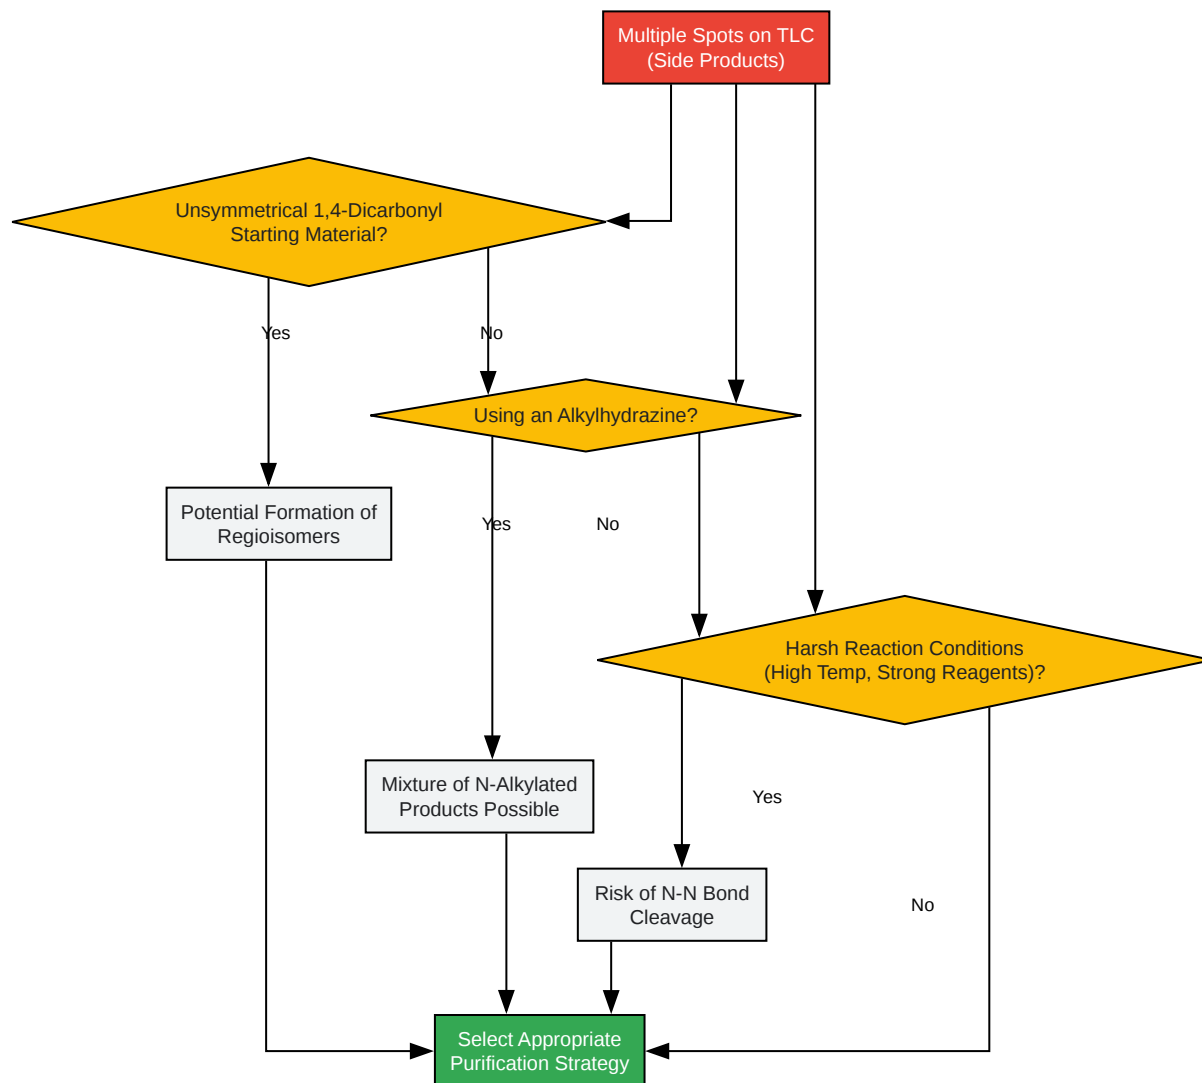 Multiple Spots on TLC
(Side Products)
Unsymmetrical 1,4-Dicarbonyl
Starting Material?
Yes
No
Using an Alkylhydrazine?
Potential Formation of
Regioisomers
Yes
No
Harsh Reaction Conditions
(High Temp, Strong Reagents)?
Mixture of N-Alkylated
Products Possible
Yes
Risk of N-N Bond
Cleavage
No
Select Appropriate
Purification Strategy